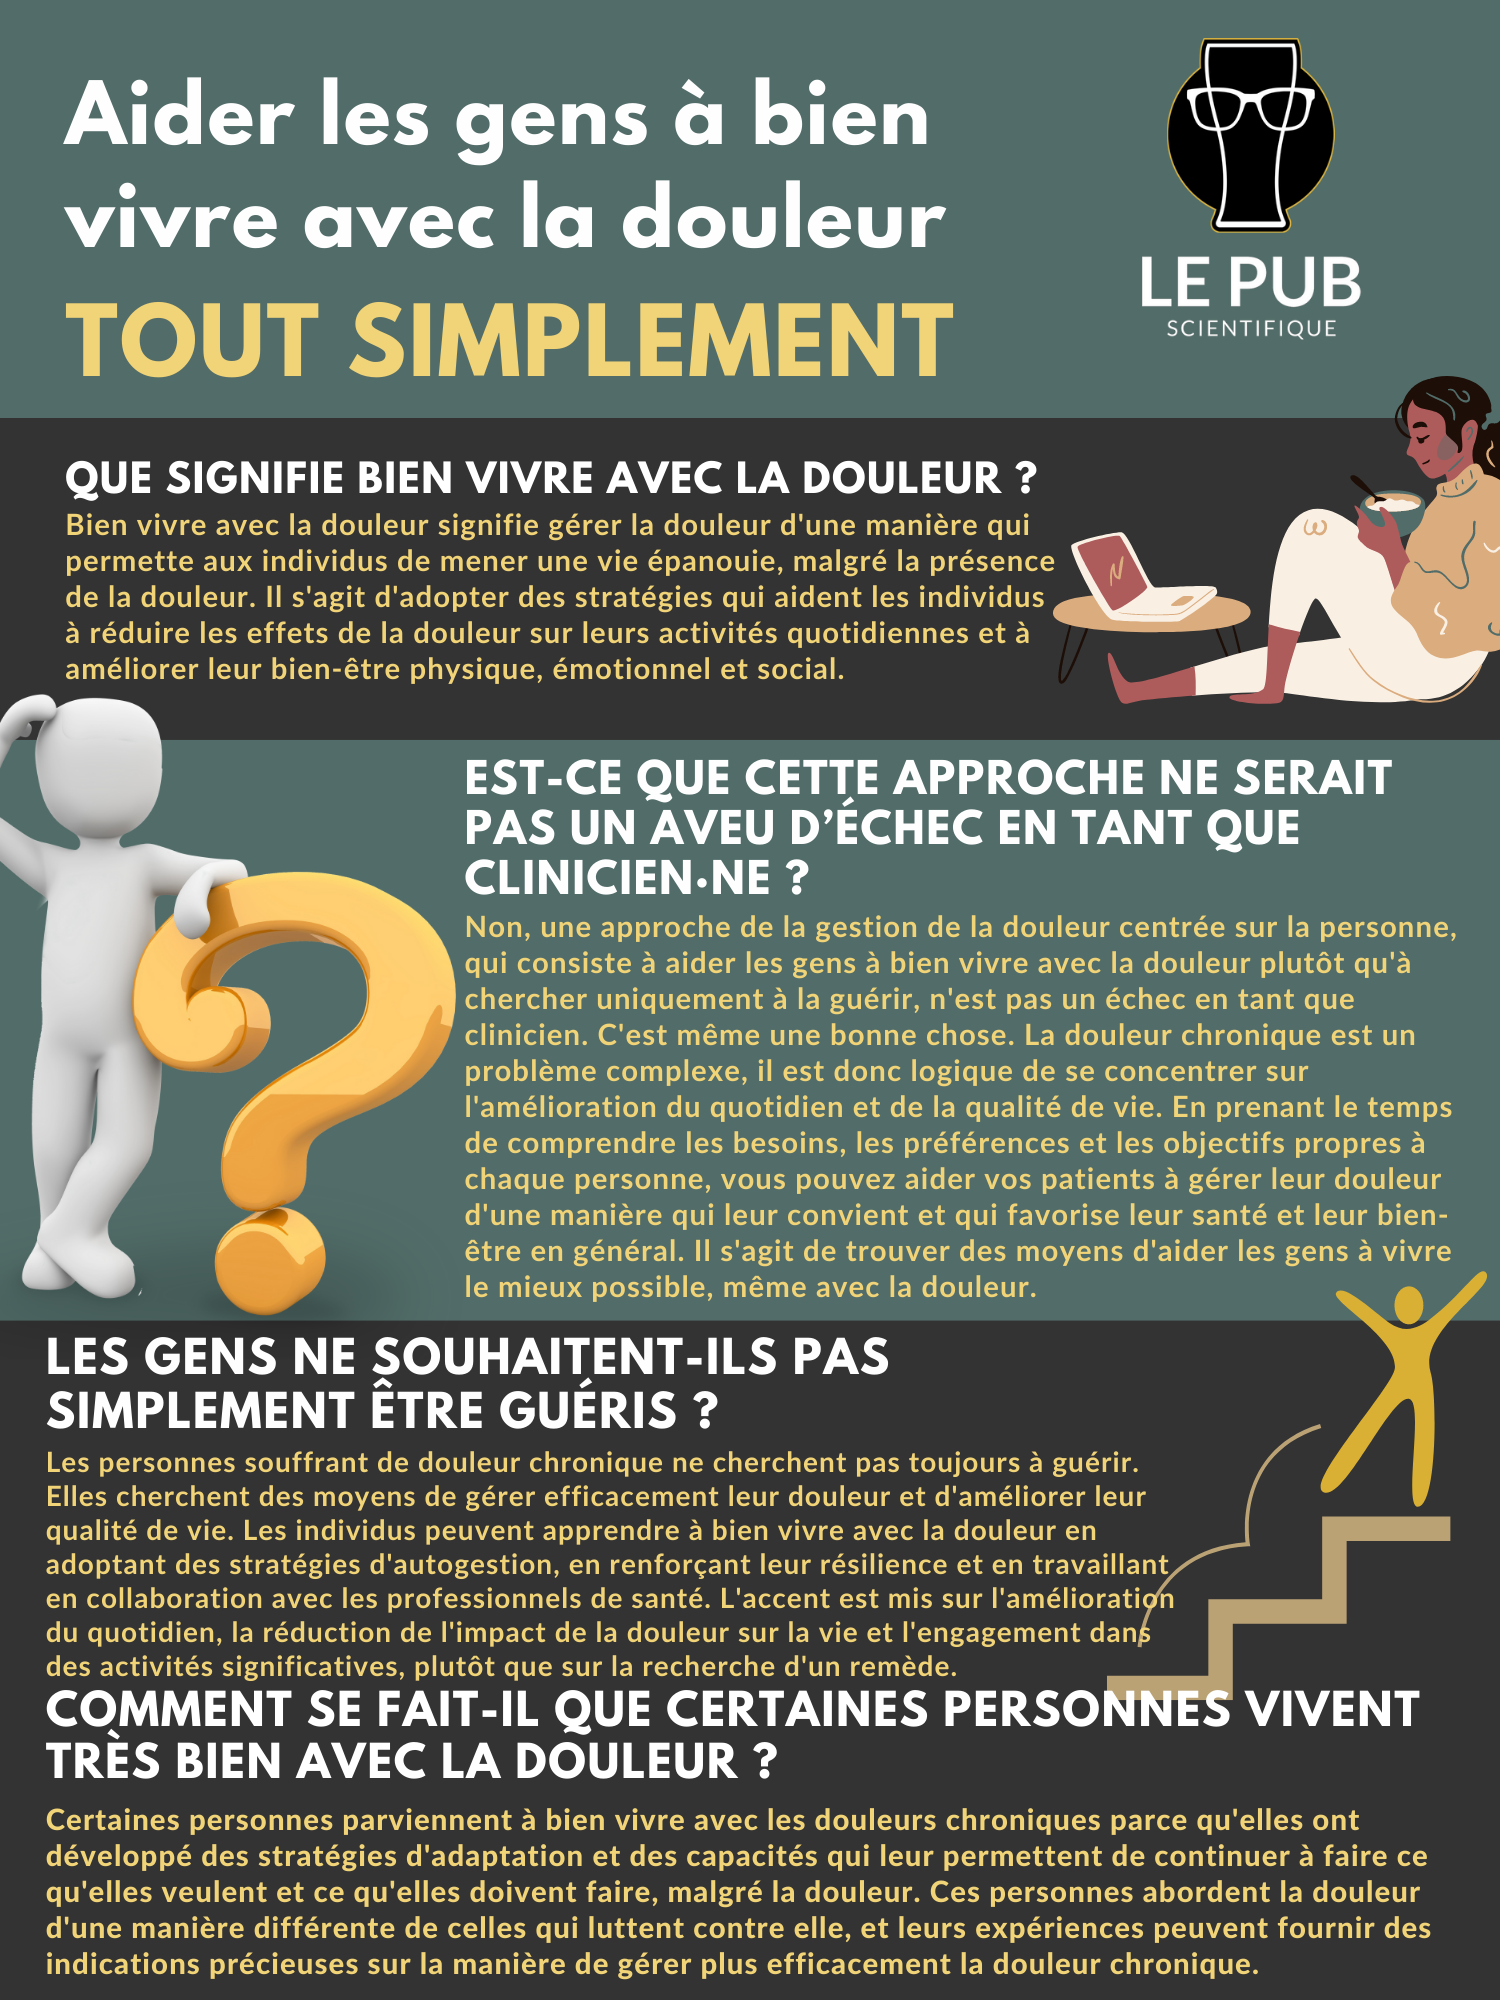 Aider les gens à bien
vivre avec la douleur
TOUT SIMPLEMENT
LE PUB
SCIENTIFIQUE
QUE SIGNIFIE BIEN VIVRE AVEC LA DOULEUR ?
Bien vivre avec la douleur signifie gérer la douleur d'une manière qui
permette aux individus de mener une vie épanouie, malgré la présence
de la douleur. Il s'agit d'adopter des stratégies qui aident les individus
à réduire les effets de la douleur sur leurs activités quotidiennes et à
améliorer leur bien-être physique, émotionnel et social.
EST-CE QUE CETTE APPROCHE NE SERAIT
PAS UN AVEU D’ÉCHEC EN TANT QUE
CLINICIEN·NE ?
Non, une approche de la gestion de la douleur centrée sur la personne,
qui consiste à aider les gens à bien vivre avec la douleur plutôt qu'à
chercher uniquement à la guérir, n'est pas un échec en tant que
clinicien. C'est même une bonne chose. La douleur chronique est un
problème complexe, il est donc logique de se concentrer sur
l'amélioration du quotidien et de la qualité de vie. En prenant le temps
de comprendre les besoins, les préférences et les objectifs propres à
chaque personne, vous pouvez aider vos patients à gérer leur douleur
d'une manière qui leur convient et qui favorise leur santé et leur bien-
être en général. Il s'agit de trouver des moyens d'aider les gens à vivre
le mieux possible, même avec la douleur.
LES GENS NE SOUHAITENT-ILS PAS
SIMPLEMENT ÊTRE GUÉRIS ?
Les personnes souffrant de douleur chronique ne cherchent pas toujours à guérir.
Elles cherchent des moyens de gérer efficacement leur douleur et d'améliorer leur
qualité de vie. Les individus peuvent apprendre à bien vivre avec la douleur en
adoptant des stratégies d'autogestion, en renforçant leur résilience et en travaillant
en collaboration avec les professionnels de santé. L'accent est mis sur l'amélioration
du quotidien, la réduction de l'impact de la douleur sur la vie et l'engagement dans
des activités significatives, plutôt que sur la recherche d'un remède.
COMMENT SE FAIT-IL QUE CERTAINES PERSONNES VIVENT
TRÈS BIEN AVEC LA DOULEUR ?
Certaines personnes parviennent à bien vivre avec les douleurs chroniques parce qu'elles ont
développé des stratégies d'adaptation et des capacités qui leur permettent de continuer à faire ce
qu'elles veulent et ce qu'elles doivent faire, malgré la douleur. Ces personnes abordent la douleur
d'une manière différente de celles qui luttent contre elle, et leurs expériences peuvent fournir des
indications précieuses sur la manière de gérer plus efficacement la douleur chronique.